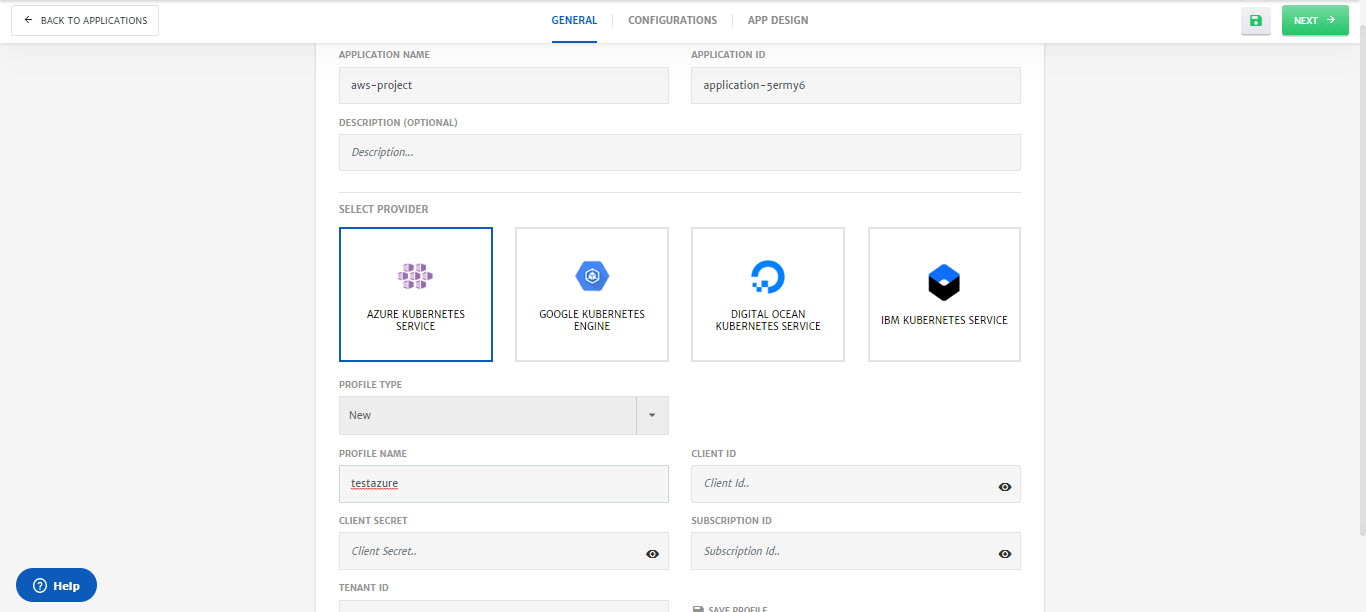 BACK TO APPLICATIONS
GENERAL
CONFIGURATIONS
APP DESIGN
NEXT
APPLICATION NAME
APPLICATION ID
aws-project
application-5ermy6
DESCRIPTION (OPTIONAL)
Description...
SELECT PROVIDER
AZURE KUBERNETES
SERVICE
GOOGLE KUBERNETES
ENGINE
DIGITAL OCEAN
KUBERNETES SERVICE
IBM KUBERNETES SERVICE
PROFILE TYPE
New
PROFILE NAME
CLIENT ID
testazure
Client Id..
CLIENT SECRET
SUBSCRIPTION ID
Client Secret..
Subscription Id..
TENANT ID
SAVE PROFILE
Help